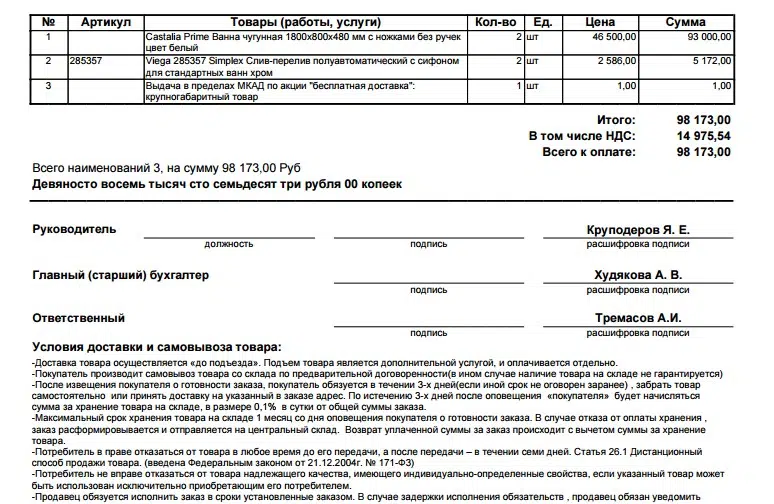 № Артикул Товары (работы, услуги) Кол-во Ед. Цена Сумма
1 Castalia Prime Ванна чугунная 1800х800х480 мм с ножками без ручек 2 шт 46 500,00 93 000,00
цвет белый
2 285357 Viega 285357 Simplex Слив-перелив полуавтоматический с сифоном 2 шт 2 586,00 5 172,00
для стандартных ванн хром
3 Выдача в пределах МКАД по акции "бесплатная доставка": 1 шт 1,00 1,00
крупногабаритный товар
Итого: 98 173,00
В том числе НДС: 14 975,54
Всего к оплате: 98 173,00
Всего наименований 3, на сумму 98 173,00 Руб
Девяносто восемь тысяч сто семьдесят три рубля 00 копеек
Руководитель Круподеров Я. Е.
должность подпись расшифровка подписи
Главный (старший) бухгалтер Худякова А. В.
подпись расшифровка подписи
Ответственный Тремасов А.И.
подпись расшифровка подписи
Условия доставки и самовывоза товара:
-Доставка товара осуществляется «до подъезда». Подъем товара является дополнительной услугой, и оплачивается отдельно.
-Покупатель производит самовывоз товара со склада по предварительной договоренности(в ином случае наличие товара на складе не гарантируется)
-После извещения покупателя о готовности заказа, покупатель обязуется в течении 3-х дней(если иной срок не оговорен заранее) , забрать товар
самостоятельно или принять доставку на указанный в заказе адрес. По истечению 3-х дней после оповещения «покупателя» будет начисляться
сумма за хранение товара на складе, в размере 0,1% в сутки от общей суммы заказа.
-Максимальный срок хранения товара на складе 1 месяц со дня оповещения покупателя о готовности заказа. В случае отказа от оплаты хранения ,
заказ расформировывается и отправляется на центральный склад. Возврат уплаченной суммы за заказ происходит с вычетом суммы за хранение
товара.
-Потребитель в праве отказаться от товара в любое время до его передачи, а после передачи – в течении семи дней. Статья 26.1 Дистанционный
способ продажи товара. (введена Федеральным законом от 21.12.2004г. № 171-ФЗ)
-Потребитель не вправе отказаться от товара надлежащего качества, имеющего индивидуально-определенные свойства, если указанный товар может
быть использован исключительно приобретающим его потребителем.
-Продавец обязуется исполнить заказ в сроки установленные заказом. В случае задержки исполнения обязательств , продавец обязан уведомить